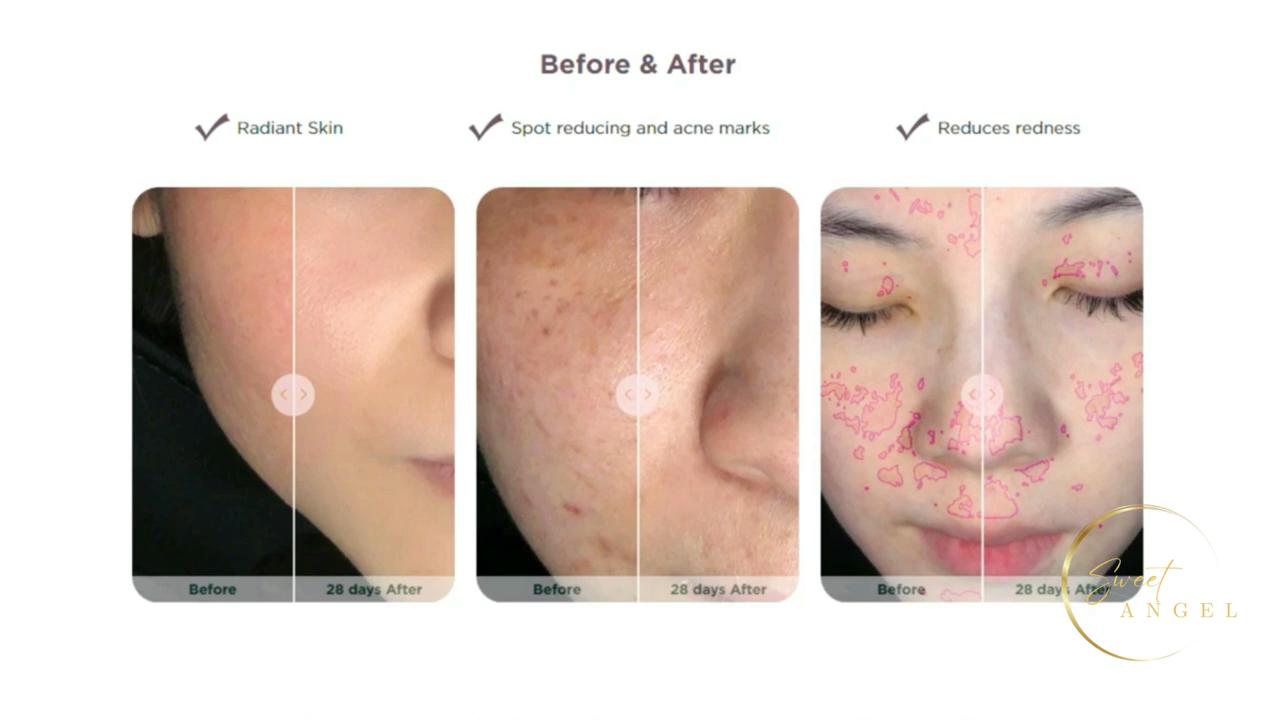 Before & After
Radiant Skin
Spot reducing and acne marks
Reduces redness
Before
28 days After
Before
28 days After
Before
28 days After
Sweet
ANGEL